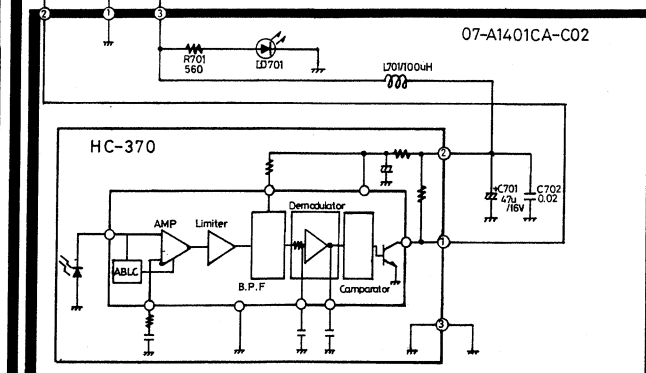 2
1
3
07-A1401CA-C02
R701
560
LD701
L701/100uH
HC-370
2
+C701
47u
/16V
C702
0.02
AMP
Limiter
Demodulator
ABLC
B.P.F
Camparator
1
3